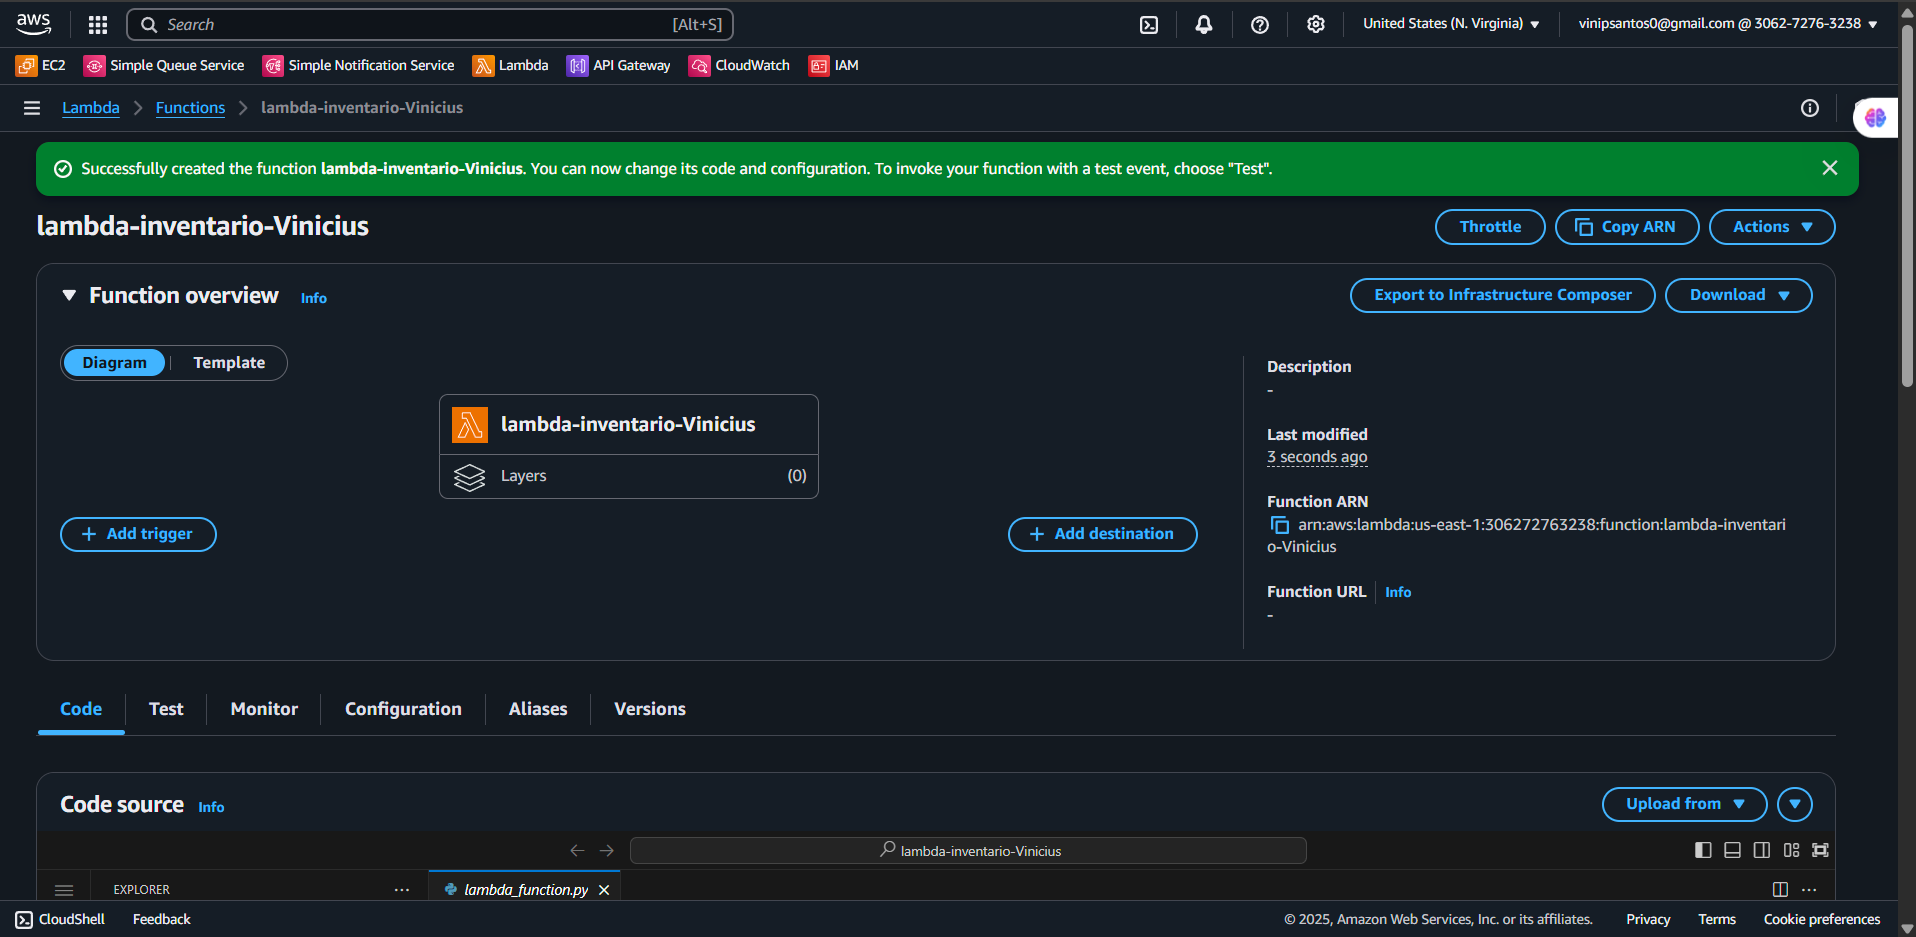 aws
Search [Alt+S]
United States (N. Virginia)
vinipsantos0@gmail.com @ 3062-7276-3238
EC2
Simple Queue Service
Simple Notification Service
Lambda
API Gateway
CloudWatch
IAM
Lambda
Functions
lambda-inventario-Vinicius
Successfully created the function lambda-inventario-Vinicius. You can now change its code and configuration. To invoke your function with a test event, choose "Test".
lambda-inventario-Vinicius
Throttle
Copy ARN
Actions
Function overview
Info
Export to Infrastructure Composer
Download
Diagram
Template
lambda-inventario-Vinicius
Layers
(0)
Add trigger
Add destination
Description
-
Last modified
3 seconds ago
Function ARN
arn:aws:lambda:us-east-1:306272763238:function:lambda-inventari
o-Vinicius
Function URL
Info
-
Code
Test
Monitor
Configuration
Aliases
Versions
Code source
Info
Upload from
lambda-inventario-Vinicius
EXPLORER
lambda_function.py
CloudShell
Feedback
© 2025, Amazon Web Services, Inc. or its affiliates.
Privacy
Terms
Cookie preferences